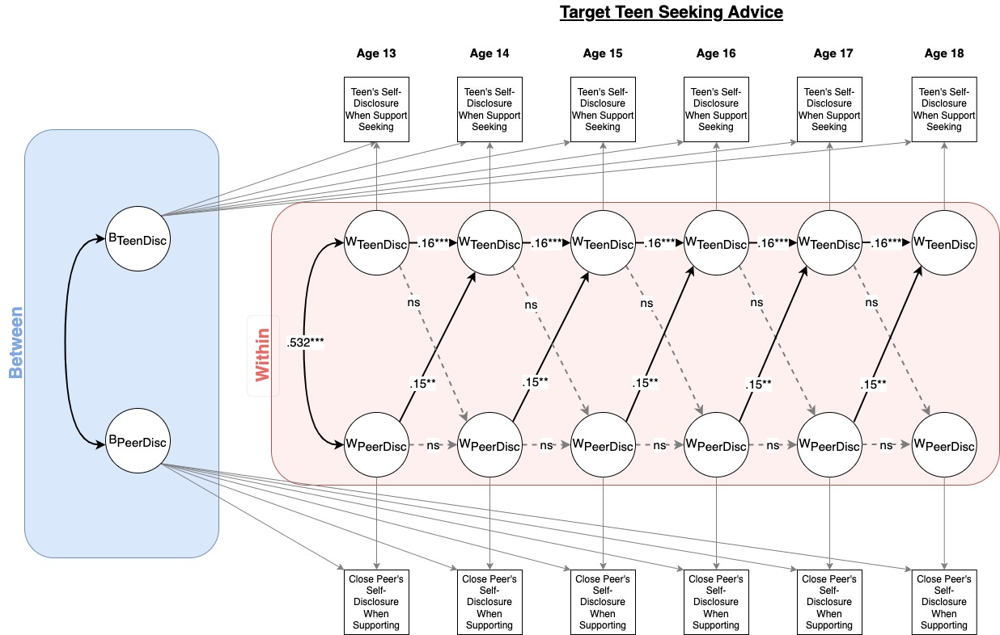 Target Teen Seeking Advice
Age 13
Age 14
Age 15
Age 16
Age 17
Age 18
Teen's Self-
Disclosure
When Support
Seeking
Teen's Self-
Disclosure
When Support
Seeking
Teen's Self-
Disclosure
When Support
Seeking
Teen's Self-
Disclosure
When Support
Seeking
Teen's Self-
Disclosure
When Support
Seeking
Teen's Self-
Disclosure
When Support
Seeking
Between
BTeenDisc
BPeerDisc
Within
.532***
WTeenDisc
.16***
WTeenDisc
.16***
WTeenDisc
.16***
WTeenDisc
.16***
WTeenDisc
.16***
WTeenDisc
ns
ns
ns
ns
ns
.15**
.15**
.15**
.15**
.15**
WPeerDisc
ns
WPeerDisc
ns
WPeerDisc
ns
WPeerDisc
ns
WPeerDisc
ns
WPeerDisc
Close Peer's
Self-
Disclosure
When
Supporting
Close Peer's
Self-
Disclosure
When
Supporting
Close Peer's
Self-
Disclosure
When
Supporting
Close Peer's
Self-
Disclosure
When
Supporting
Close Peer's
Self-
Disclosure
When
Supporting
Close Peer's
Self-
Disclosure
When
Supporting